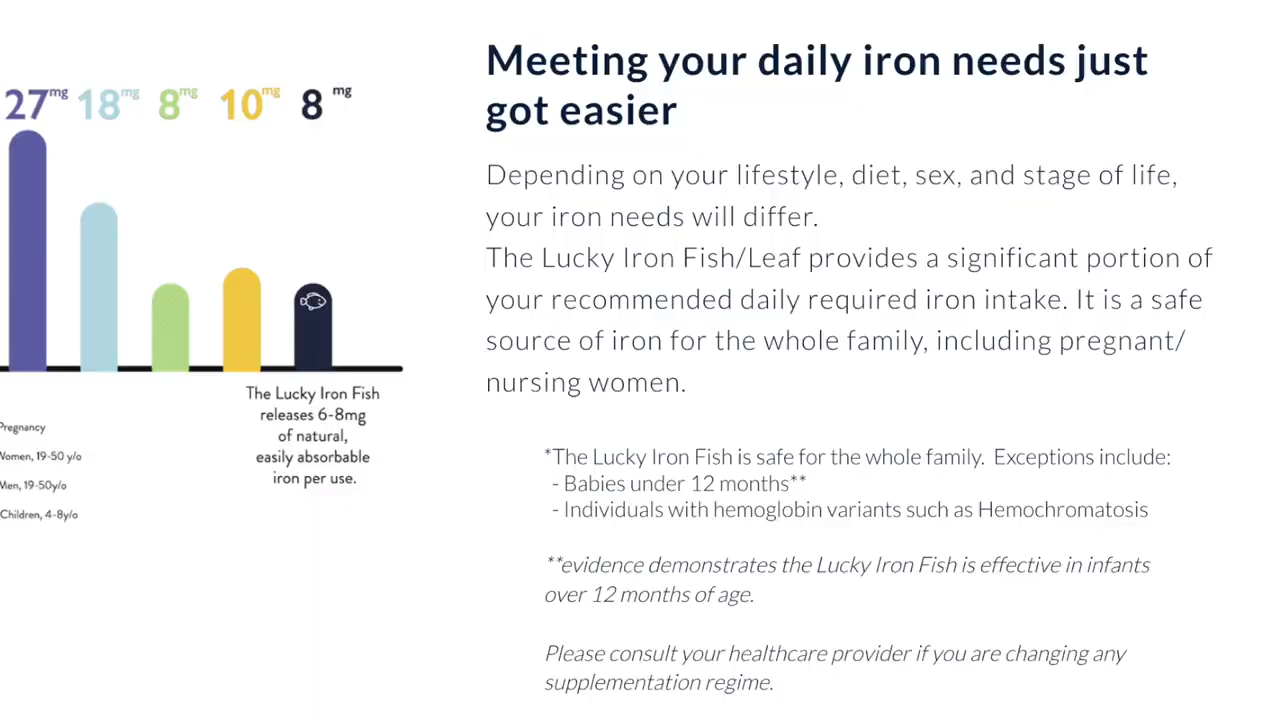 Meeting your daily iron needs just
got easier
27mg 18mg 8mg 10mg 8 mg
Depending on your lifestyle, diet, sex, and stage of life,
your iron needs will differ.
The Lucky Iron Fish/Leaf provides a significant portion of
your recommended daily required iron intake. It is a safe
source of iron for the whole family, including pregnant/
nursing women.
The Lucky Iron Fish
releases 6-8mg
of natural,
easily absorbable
iron per use.
Pregnancy
Women, 19-50 y/o
Men, 19-50y/o
Children, 4-8y/o
*The Lucky Iron Fish is safe for the whole family. Exceptions include:
- Babies under 12 months**
- Individuals with hemoglobin variants such as Hemochromatosis
**evidence demonstrates the Lucky Iron Fish is effective in infants
over 12 months of age.
Please consult your healthcare provider if you are changing any
supplementation regime.